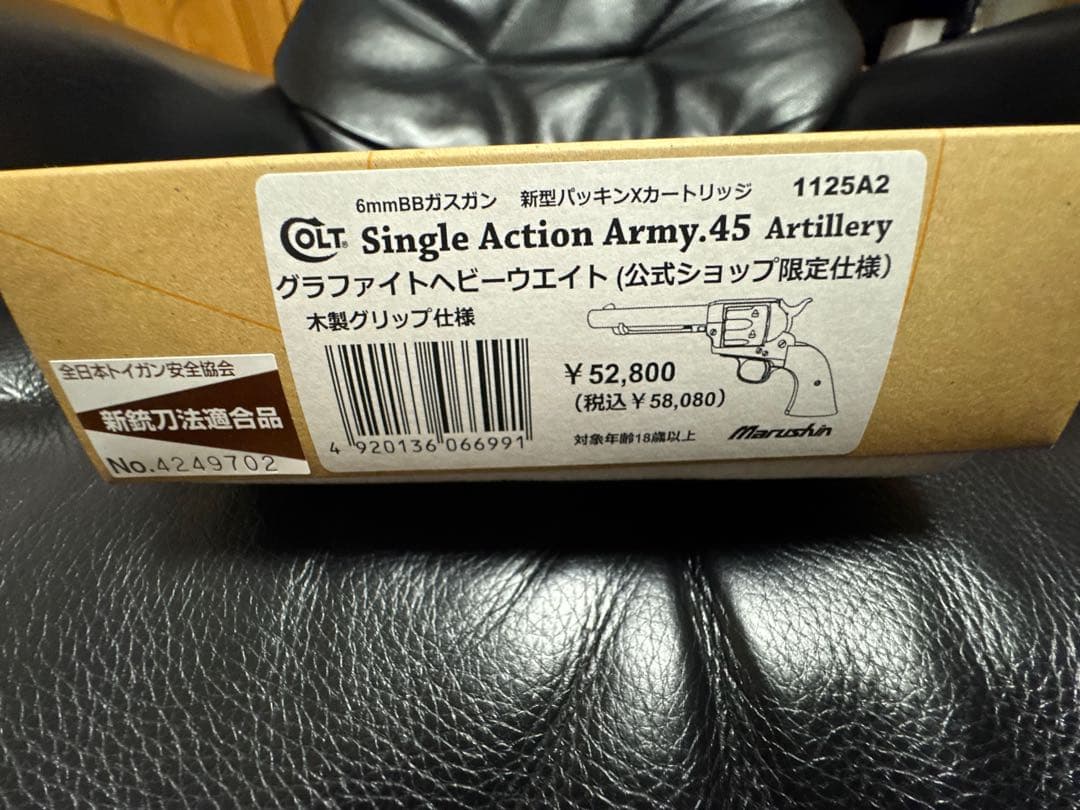 6mmBBガスガン 新型パッキンXカートリッジ 1125A2
COLT® Single Action Army.45 Artillery
グラファイトヘビーウエイト (公式ショップ限定仕様)
木製グリップ仕様
¥52,800
(税込¥58,080)
4 920136 066991
対象年齢18歳以上
Marushin
全日本トイガン安全協会
新銃刀法適合品
No.4249702